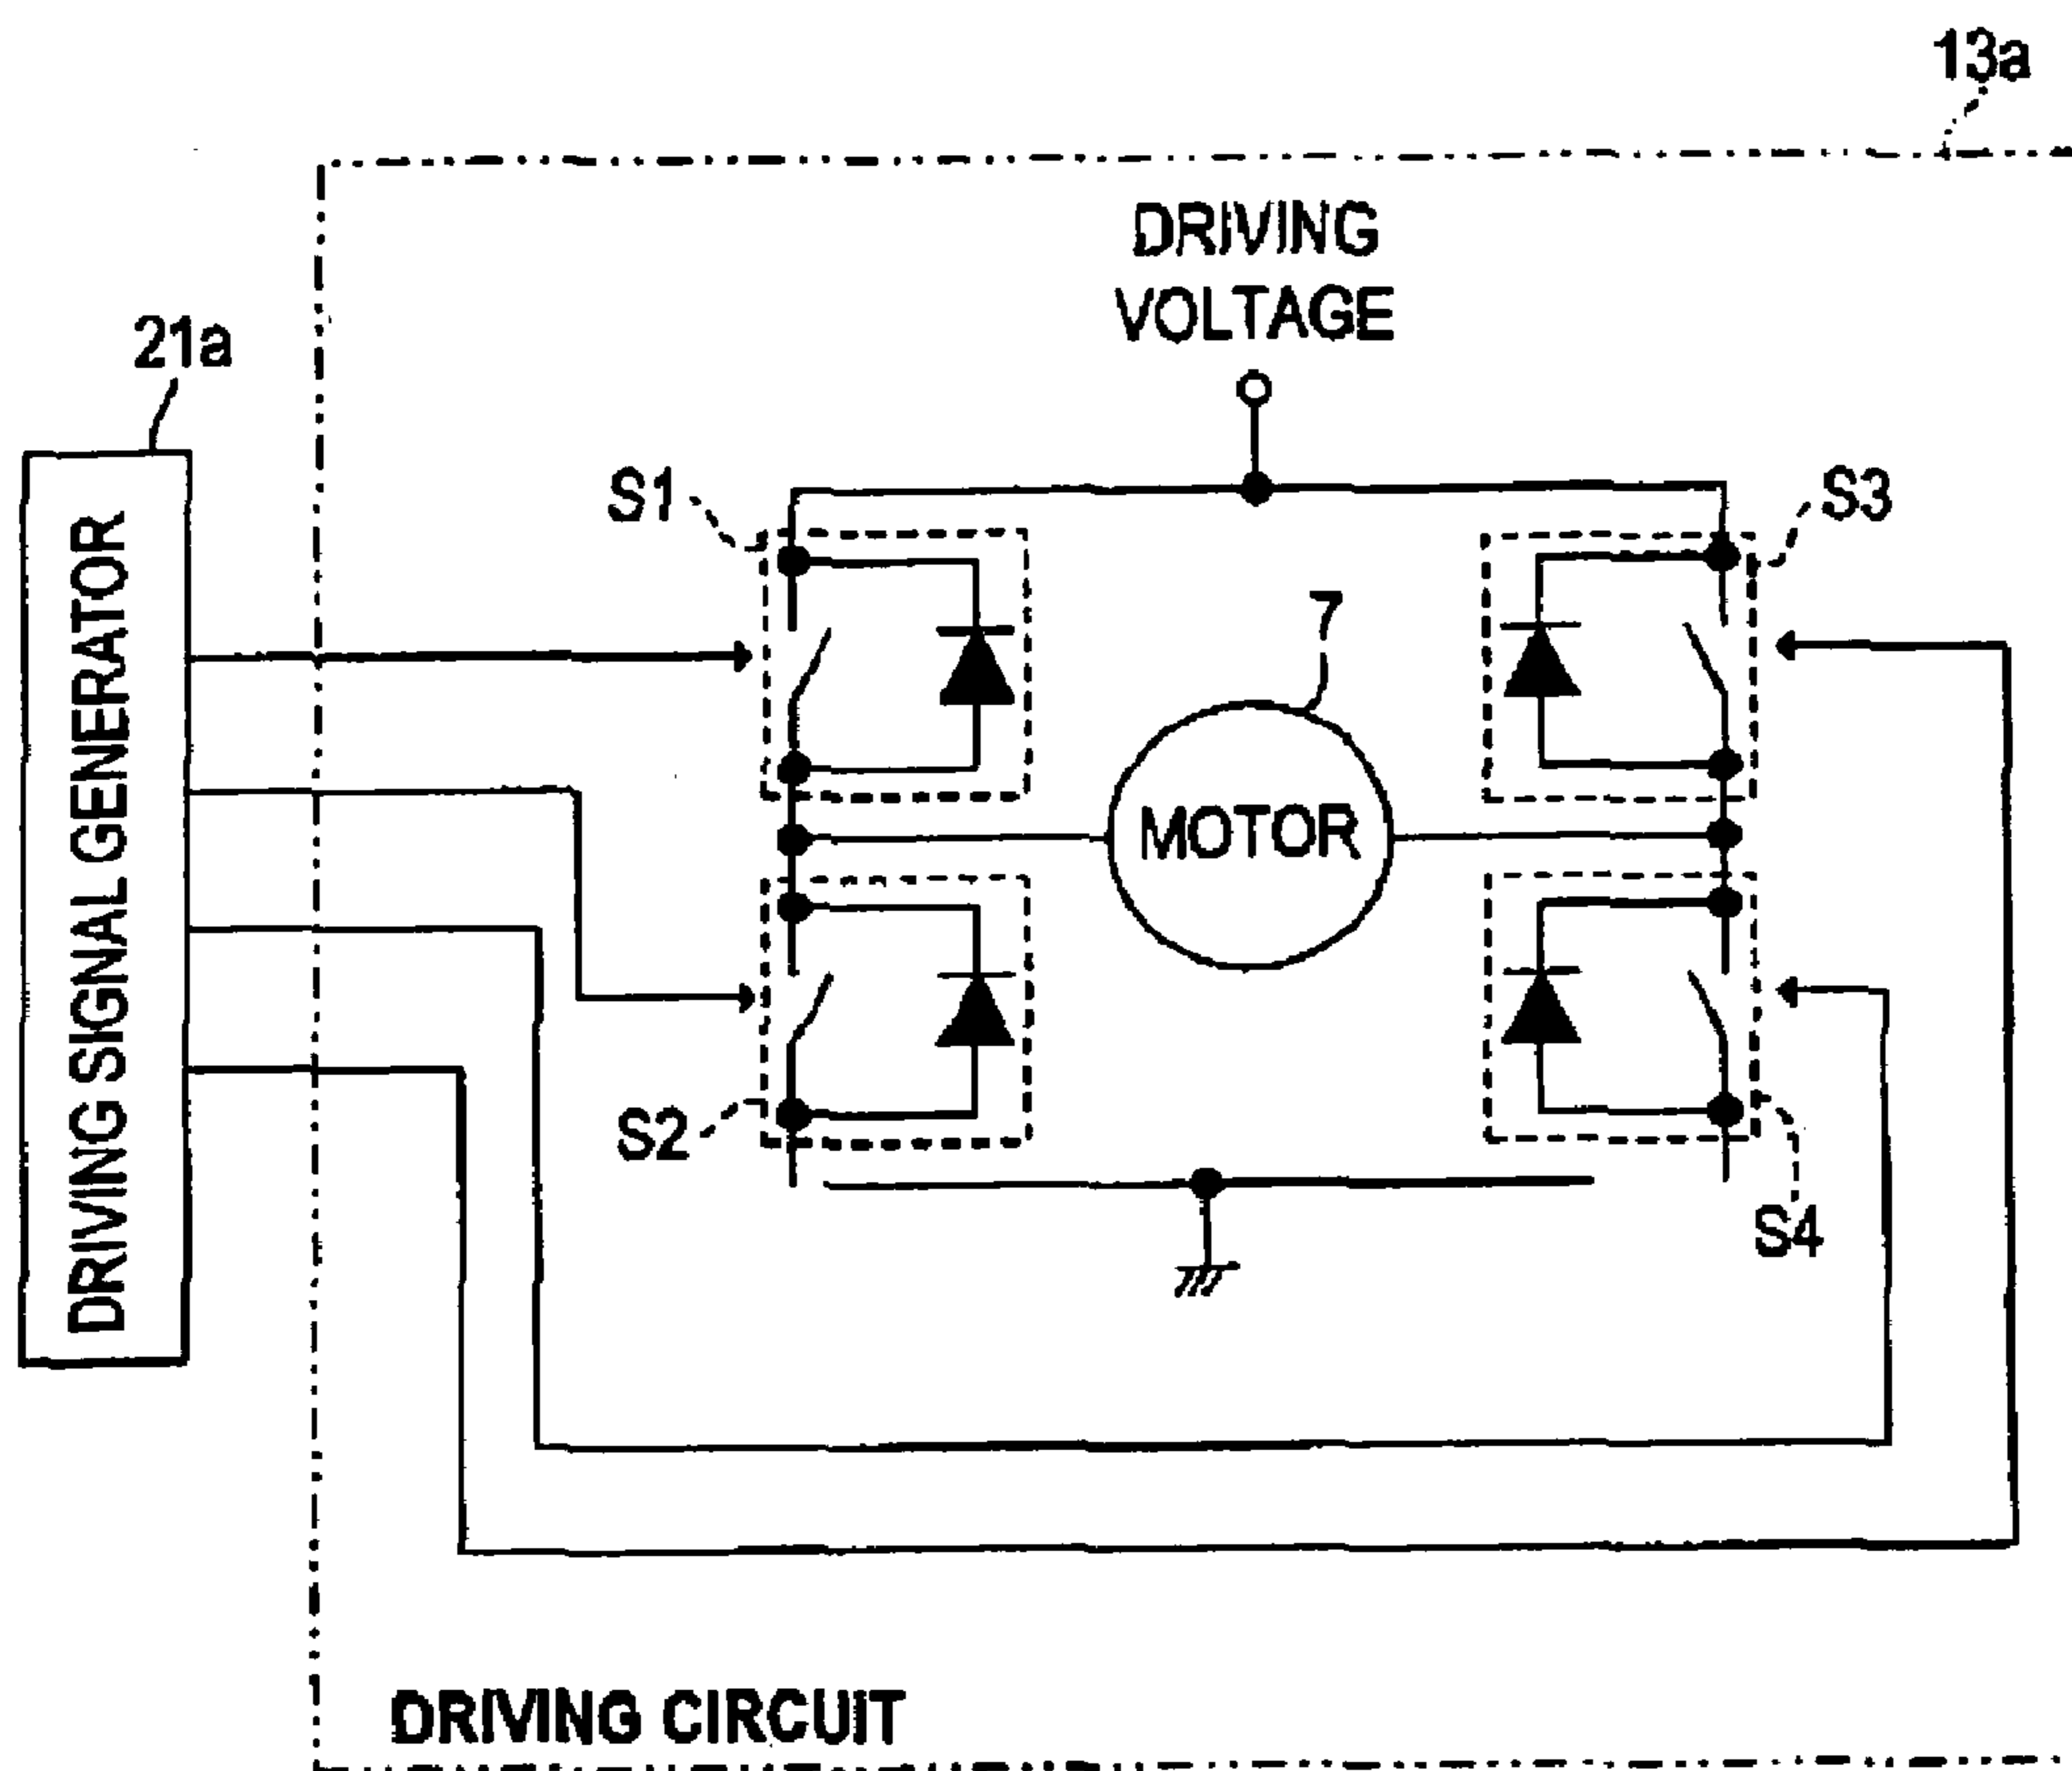 13a
DRIVING
VOLTAGE
21a
S1
S3
7
DRIVING SIGNAL GENERATOR
MOTOR
S2
S4
DRIVING CIRCUIT